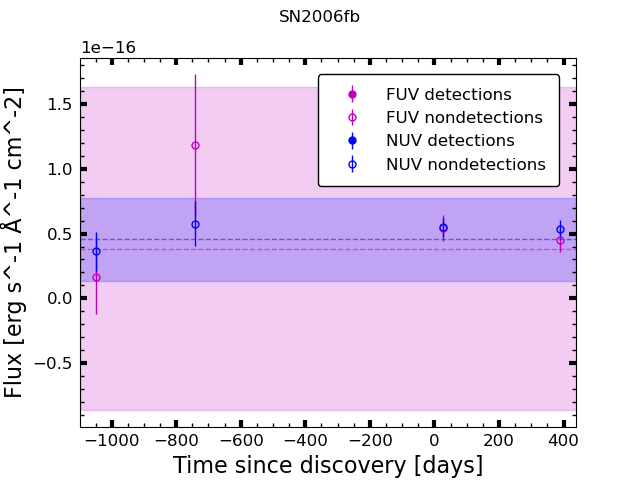 SN2006fb
1e−16
FUV detections
FUV nondetections
NUV detections
NUV nondetections
1.5
1.0
0.5
0.0
−0.5
Flux [erg s^-1 Å^-1 cm^-2]
−1000 −800 −600 −400 −200 0 200 400
Time since discovery [days]